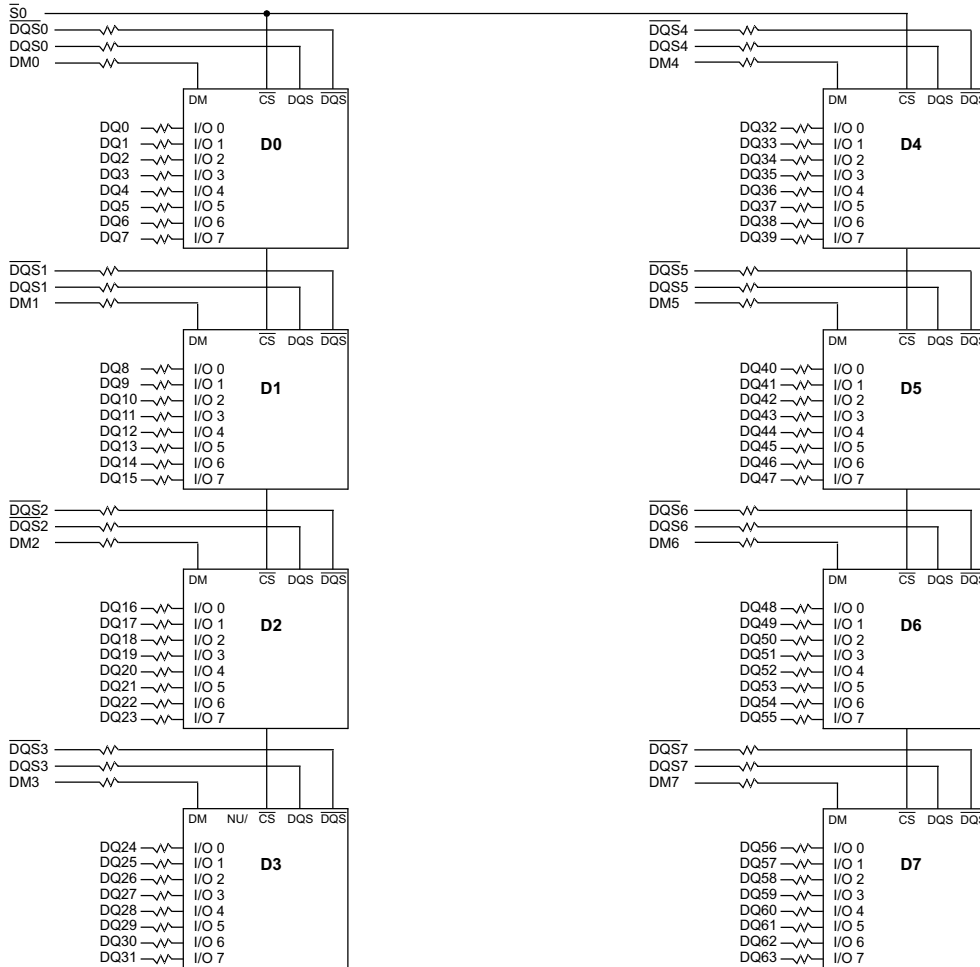 S0
DQS0
DQS0
DM0
DM CS DQS DQS
D0
DQ0 I/O 0
DQ1 I/O 1
DQ2 I/O 2
DQ3 I/O 3
DQ4 I/O 4
DQ5 I/O 5
DQ6 I/O 6
DQ7 I/O 7
DQS1
DQS1
DM1
DM CS DQS DQS
D1
DQ8 I/O 0
DQ9 I/O 1
DQ10 I/O 2
DQ11 I/O 3
DQ12 I/O 4
DQ13 I/O 5
DQ14 I/O 6
DQ15 I/O 7
DQS2
DQS2
DM2
DM CS DQS DQS
D2
DQ16 I/O 0
DQ17 I/O 1
DQ18 I/O 2
DQ19 I/O 3
DQ20 I/O 4
DQ21 I/O 5
DQ22 I/O 6
DQ23 I/O 7
DQS3
DQS3
DM3
DM NU/ CS DQS DQS
D3
DQ24 I/O 0
DQ25 I/O 1
DQ26 I/O 2
DQ27 I/O 3
DQ28 I/O 4
DQ29 I/O 5
DQ30 I/O 6
DQ31 I/O 7
DQS4
DQS4
DM4
DM CS DQS
D4
DQ32 I/O 0
DQ33 I/O 1
DQ34 I/O 2
DQ35 I/O 3
DQ36 I/O 4
DQ37 I/O 5
DQ38 I/O 6
DQ39 I/O 7
DQS5
DQS5
DM5
DM CS DQS
D5
DQ40 I/O 0
DQ41 I/O 1
DQ42 I/O 2
DQ43 I/O 3
DQ44 I/O 4
DQ45 I/O 5
DQ46 I/O 6
DQ47 I/O 7
DQS6
DQS6
DM6
DM CS DQS
D6
DQ48 I/O 0
DQ49 I/O 1
DQ50 I/O 2
DQ51 I/O 3
DQ52 I/O 4
DQ53 I/O 5
DQ54 I/O 6
DQ55 I/O 7
DQS7
DQS7
DM7
DM CS DQS
D7
DQ56 I/O 0
DQ57 I/O 1
DQ58 I/O 2
DQ59 I/O 3
DQ60 I/O 4
DQ61 I/O 5
DQ62 I/O 6
DQ63 I/O 7